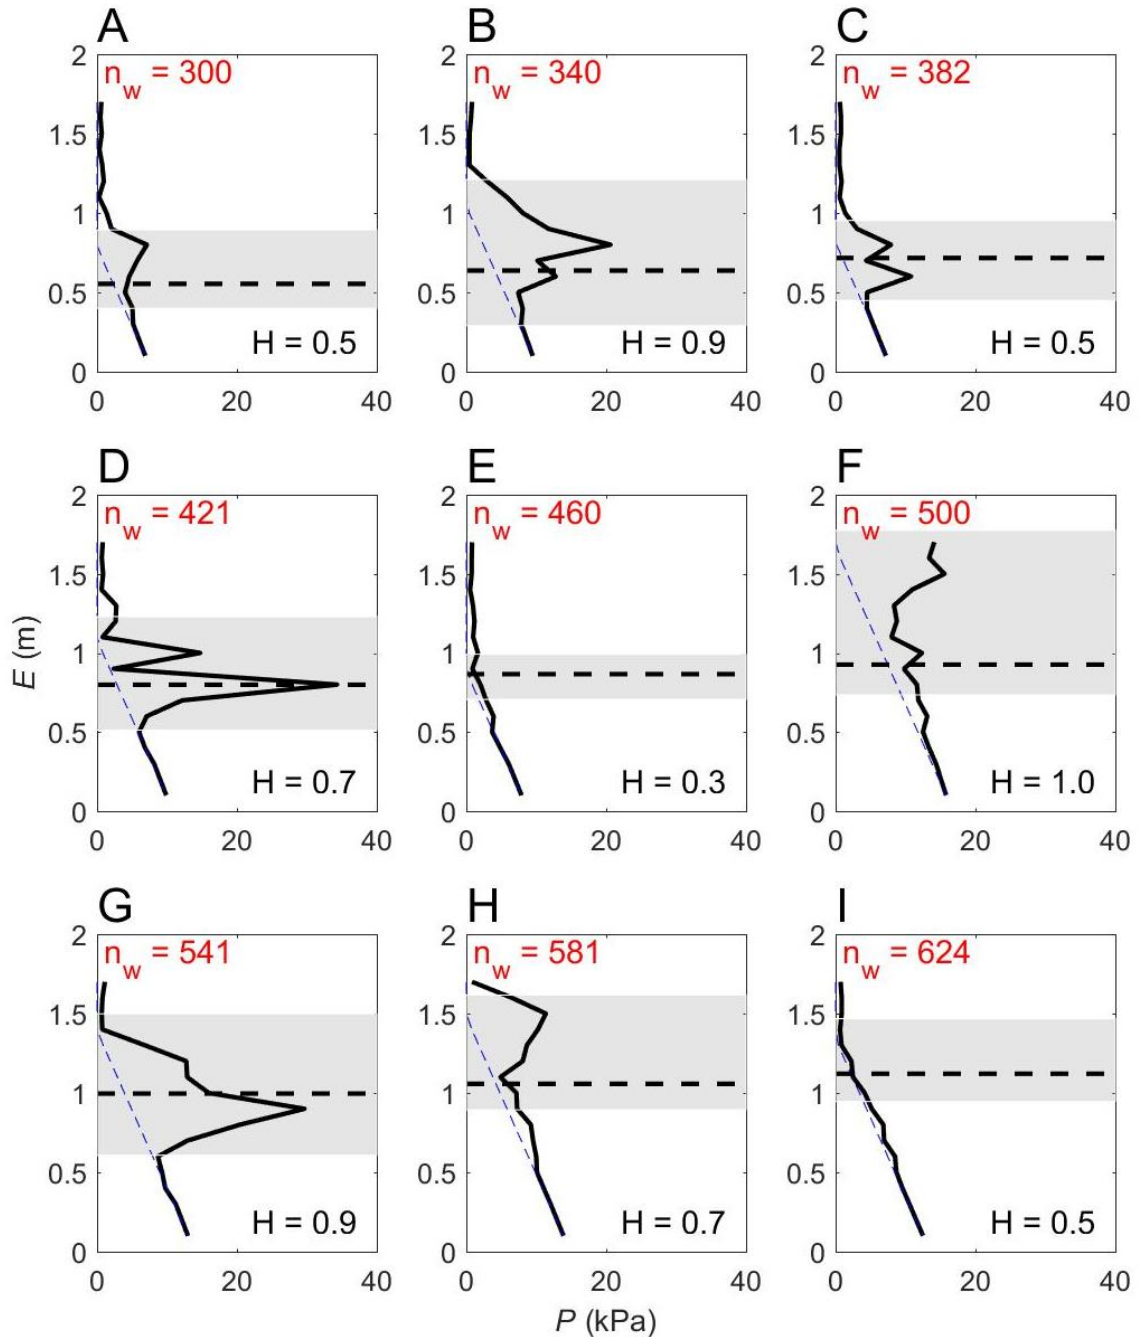 A
B
C
2
n_w = 300
2
n_w = 340
2
n_w = 382
1.5
1.5
1.5
1
1
1
0.5
0.5
0.5
H = 0.5
H = 0.9
H = 0.5
0
0
0
0 20 40
0 20 40
0 20 40
D
E
F
2
n_w = 421
2
n_w = 460
2
n_w = 500
1.5
1.5
1.5
E (m)
1
1
1
0.5
0.5
0.5
H = 0.7
H = 0.3
H = 1.0
0
0
0
0 20 40
0 20 40
0 20 40
G
H
I
2
n_w = 541
2
n_w = 581
2
n_w = 624
1.5
1.5
1.5
1
1
1
0.5
0.5
0.5
H = 0.9
H = 0.7
H = 0.5
0
0
0
0 20 40
0 20 40
0 20 40
P (kPa)